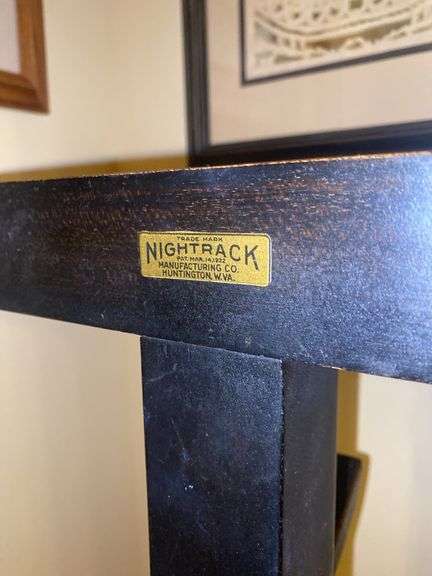 TRADE MARK
NIGHTRACK
PAT. MAR. 14, 1922
MANUFACTURING CO.
HUNTINGTON, W.VA.